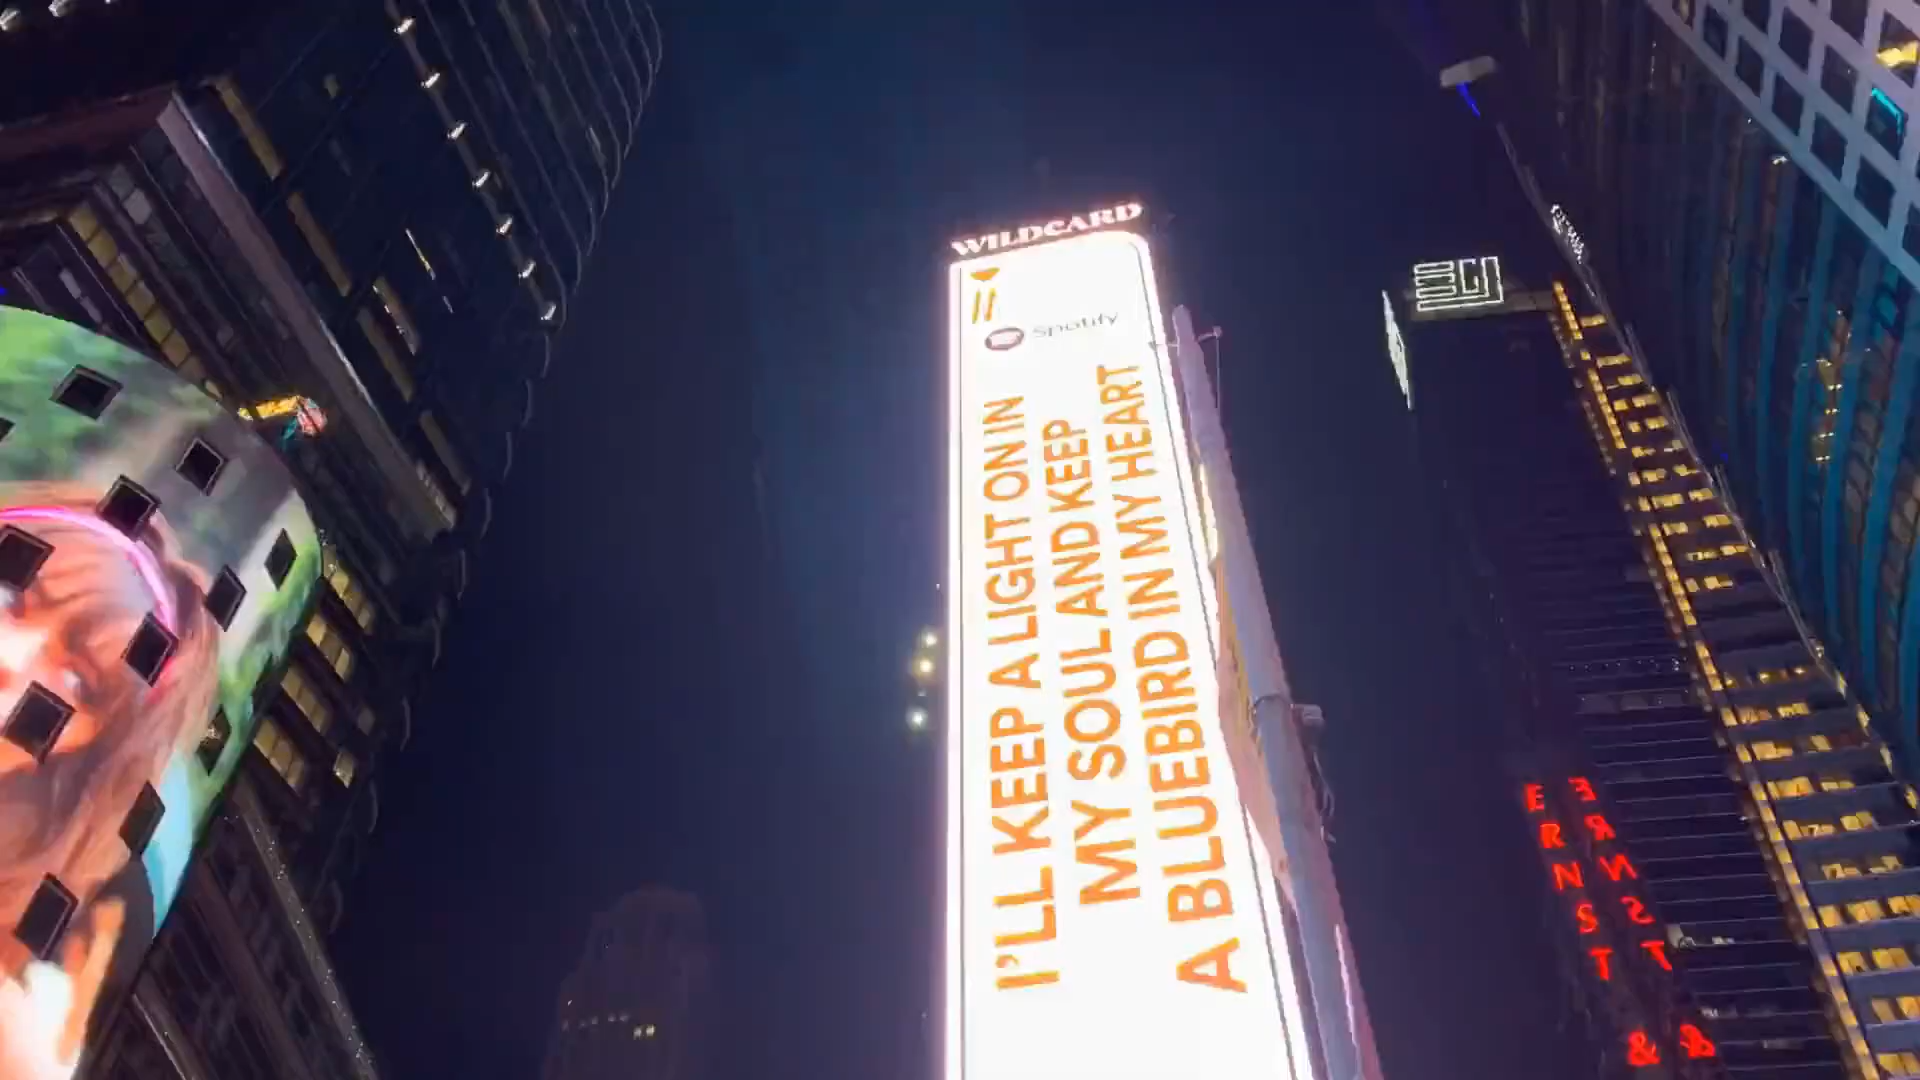 WILDCARD
Spotify
I'LL KEEP A LIGHT ON IN
MY SOUL AND KEEP
A BLUEBIRD IN MY HEART
ERNST
&
ERNST
&